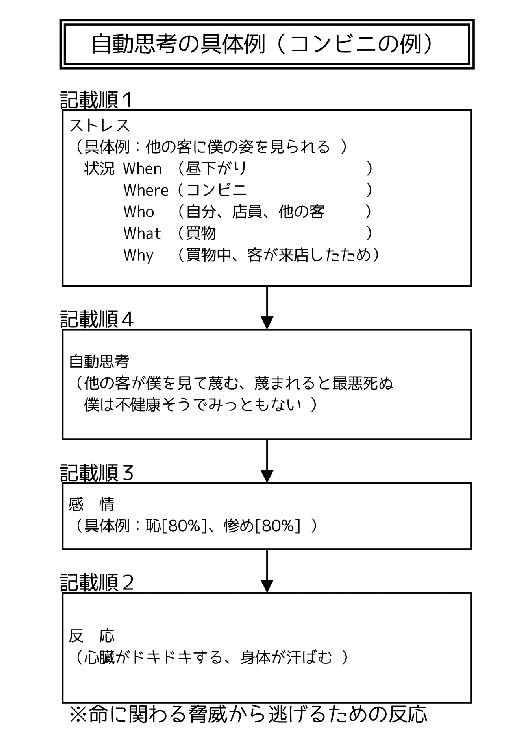 自動思考の具体例（コンビニの例）
記載順１
ストレス
（具体例：他の客に僕の姿を見られる ）
状況 When （昼下がり ）
Where（コンビニ ）
Who （自分、店員、他の客 ）
What （買物 ）
Why （買物中、客が来店したため）
記載順４
自動思考
（他の客が僕を見て蔑む、蔑まれると最悪死ぬ
僕は不健康そうでみっともない ）
記載順３
感 情
（具体例：恥[80%]、惨め[80%] ）
記載順２
反 応
（心臓がドキドキする、身体が汗ばむ ）
※命に関わる脅威から逃げるための反応